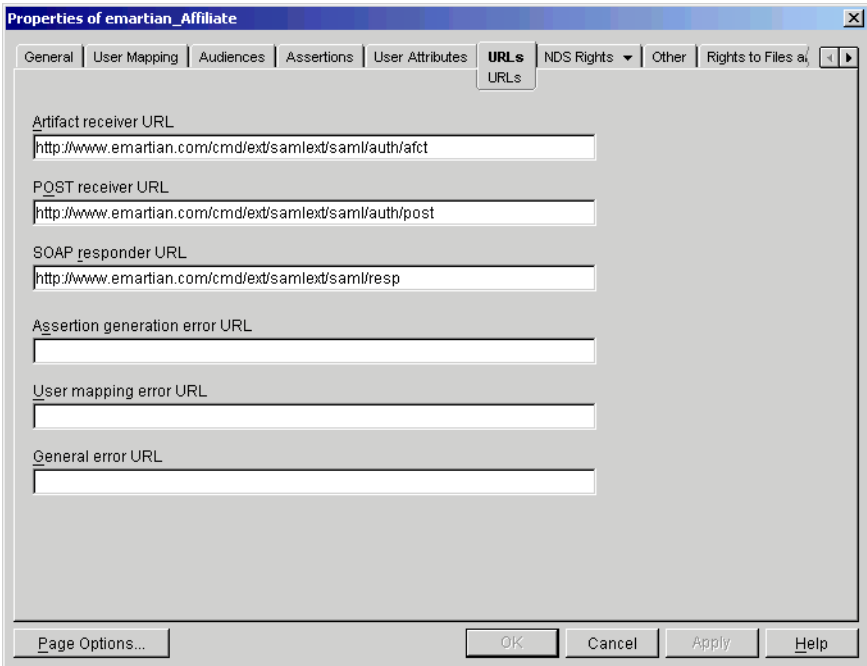 Properties of emartian_Affiliate
General User Mapping Audiences Assertions User Attributes URLs NDS Rights Other Rights to Files
URLs
Artifact receiver URL
http://www.emartian.com/cmd/ext/samlext/saml/auth/afct
POST receiver URL
http://www.emartian.com/cmd/ext/samlext/saml/auth/post
SOAP responder URL
http://www.emartian.com/cmd/ext/samlext/saml/resp
Assertion generation error URL
User mapping error URL
General error URL
Page Options... OK Cancel Apply Help